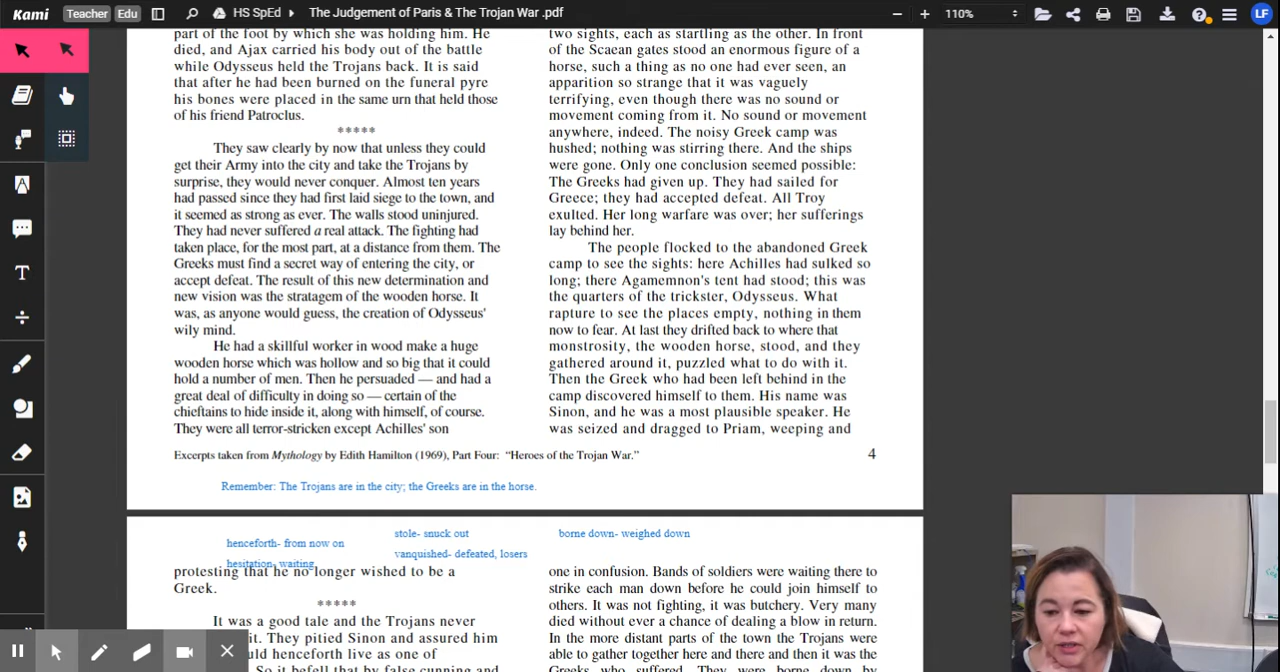 Kami
Teacher
Edu
HS SpEd
The Judgement of Paris & The Trojan War .pdf
110%
LF
part of the foot by which she was holding him. He
died, and Ajax carried his body out of the battle
while Odysseus held the Trojans back. It is said
that after he had been burned on the funeral pyre
his bones were placed in the same urn that held those
of his friend Patroclus.
*****
They saw clearly by now that unless they could
get their Army into the city and take the Trojans by
surprise, they would never conquer. Almost ten years
had passed since they had first laid siege to the town, and
it seemed as strong as ever. The walls stood uninjured.
They had never suffered a real attack. The fighting had
taken place, for the most part, at a distance from them. The
Greeks must find a secret way of entering the city, or
accept defeat. The result of this new determination and
new vision was the stratagem of the wooden horse. It
was, as anyone would guess, the creation of Odysseus'
wily mind.
He had a skillful worker in wood make a huge
wooden horse which was hollow and so big that it could
hold a number of men. Then he persuaded — and had a
great deal of difficulty in doing so — certain of the
chieftains to hide inside it, along with himself, of course.
They were all terror-stricken except Achilles' son
two sights, each as startling as the other. In front
of the Scaean gates stood an enormous figure of a
horse, such a thing as no one had ever seen, an
apparition so strange that it was vaguely
terrifying, even though there was no sound or
movement coming from it. No sound or movement
anywhere, indeed. The noisy Greek camp was
hushed; nothing was stirring there. And the ships
were gone. Only one conclusion seemed possible:
The Greeks had given up. They had sailed for
Greece; they had accepted defeat. All Troy
exulted. Her long warfare was over; her sufferings
lay behind her.
The people flocked to the abandoned Greek
camp to see the sights: here Achilles had sulked so
long; there Agamemnon's tent had stood; this was
the quarters of the trickster, Odysseus. What
rapture to see the places empty, nothing in them
now to fear. At last they drifted back to where that
monstrosity, the wooden horse, stood, and they
gathered around it, puzzled what to do with it.
Then the Greek who had been left behind in the
camp discovered himself to them. His name was
Sinon, and he was a most plausible speaker. He
was seized and dragged to Priam, weeping and
Excerpts taken from Mythology by Edith Hamilton (1969), Part Four: “Heroes of the Trojan War.”
4
Remember: The Trojans are in the city; the Greeks are in the horse.
henceforth- from now on
hesitation- waiting
stole- snuck out
vanquished- defeated, losers
borne down- weighed down
protesting that he no longer wished to be a
Greek.
*****
It was a good tale and the Trojans never
it. They pitied Sinon and assured him
uld henceforth live as one of
So it befell that by false cunning and
one in confusion. Bands of soldiers were waiting there to
strike each man down before he could join himself to
others. It was not fighting, it was butchery. Very many
died without ever a chance of dealing a blow in return.
In the more distant parts of the town the Trojans were
able to gather together here and there and then it was the
Greeks who suffered. They were borne down by